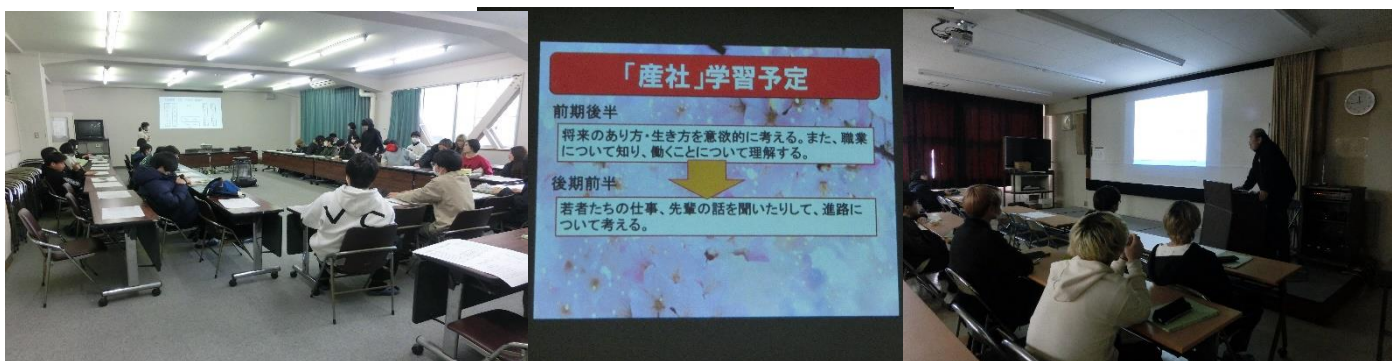 「産社」学習予定
前期後半
将来のあり方・生き方を意欲的に考える。また、職業
について知り、働くことについて理解する。
後期前半
若者たちの仕事、先輩の話を聞いたりして、進路に
ついて考える。
VC